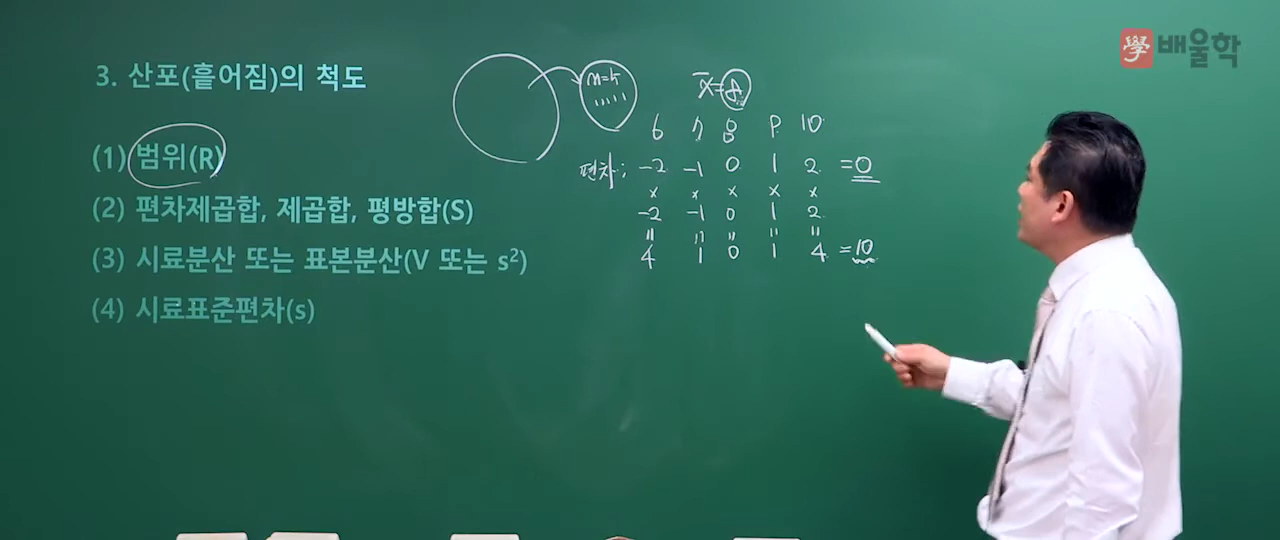 學 배울학
3. 산포(흩어짐)의 척도
(1) 범위(R)
(2) 편차제곱합, 제곱합, 평방합(S)
(3) 시료분산 또는 표본분산(V 또는 s²)
(4) 시료표준편차(s)
n=5
x̄=8
6 7 8 9 10
편차: -2 -1 0 1 2 =0
× × × × ×
-2 -1 0 1 2
= = = = =
4 1 0 1 4 =10